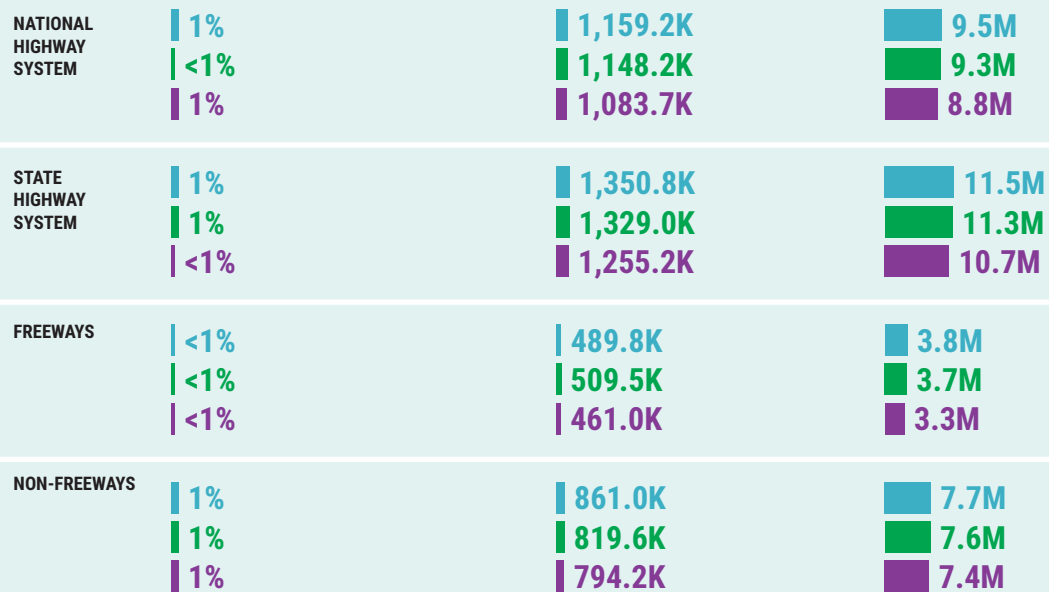 NATIONAL
HIGHWAY
SYSTEM
1% 1,159.2K 9.5M
<1% 1,148.2K 9.3M
1% 1,083.7K 8.8M
STATE
HIGHWAY
SYSTEM
1% 1,350.8K 11.5M
1% 1,329.0K 11.3M
<1% 1,255.2K 10.7M
FREEWAYS
<1% 489.8K 3.8M
<1% 509.5K 3.7M
<1% 461.0K 3.3M
NON-FREEWAYS
1% 861.0K 7.7M
1% 819.6K 7.6M
1% 794.2K 7.4M